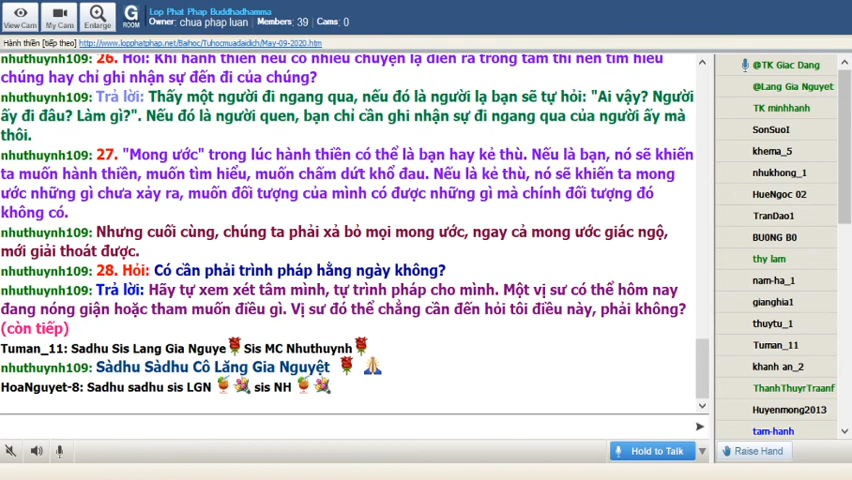 View Cam
My Cams
Enlarge
G
ROOM
Lop Phat Phap Buddhadhamma
Owner: chua phap luan Members: 39 Cams: 0
Hành thiền [tiếp theo] http://www.lopphatphap.net/Baihoc/Tuhocmuadaidich/May-09-2020.htm
nhuthuynh109: 26. Hỏi: Khi hành thiền nếu có nhiều chuyện lạ diễn ra trong tâm thì nên tìm hiểu
chúng hay chỉ ghi nhận sự đến đi của chúng?
nhuthuynh109: Trả lời: Thấy một người đi ngang qua, nếu đó là người lạ bạn sẽ tự hỏi: "Ai vậy? Người
ấy đi đâu? Làm gì?". Nếu đó là người quen, bạn chỉ cần ghi nhận sự đi ngang qua của người ấy mà
thôi.
nhuthuynh109: 27. "Mong ước" trong lúc hành thiền có thể là bạn hay kẻ thù. Nếu là bạn, nó sẽ khiến
ta muốn hành thiền, muốn tìm hiểu, muốn chấm dứt khổ đau. Nếu là kẻ thù, nó sẽ khiến ta mong
ước những gì chưa xảy ra, muốn đối tượng của mình có được những gì mà chính đối tượng đó
không có.
nhuthuynh109: Nhưng cuối cùng, chúng ta phải xả bỏ mọi mong ước, ngay cả mong ước giác ngộ,
mới giải thoát được.
nhuthuynh109: 28. Hỏi: Có cần phải trình pháp hằng ngày không?
nhuthuynh109: Trả lời: Hãy tự xem xét tâm mình, tự trình pháp cho mình. Một vị sư có thể hôm nay
đang nóng giận hoặc tham muốn điều gì. Vị sư đó thể chẳng cần đến hỏi tôi điều này, phải không?
(còn tiếp)
Tuman_11: Sadhu Sis Lang Gia Nguye Sis MC Nhuthuynh
nhuthuynh109: Sàdhu Sàdhu Cô Lăng Gia Nguyệt
HoaNguyet-8: Sadhu sadhu sis LGN sis NH
@TK Giac Dang
@Lang Gia Nguyet
TK minhhanh
SonSuoI
khema_5
nhukhong_1
HueNgoc 02
TranDao1
BU0NG B0
thy lam
nam-ha_1
gianghia1
thuytu_1
Tuman_11
khanh an_2
ThanhThuyrTraanf
Huyenmong2013
tam-hanh
Hold to Talk
Raise Hand